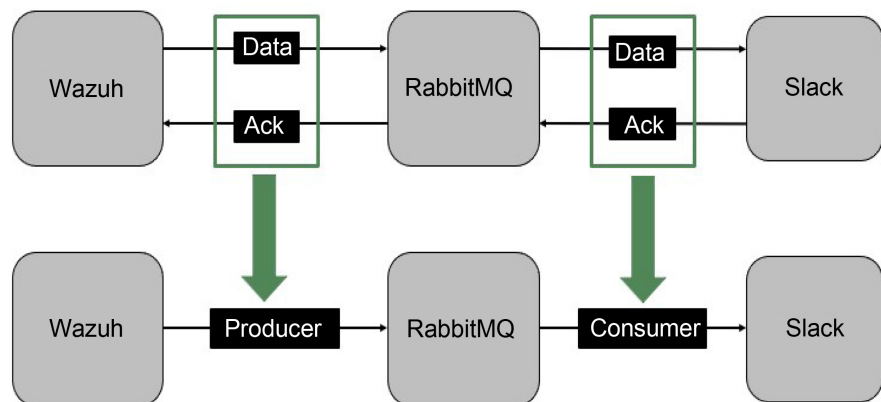 Wazuh
Data
Ack
RabbitMQ
Data
Ack
Slack
Wazuh
Producer
RabbitMQ
Consumer
Slack